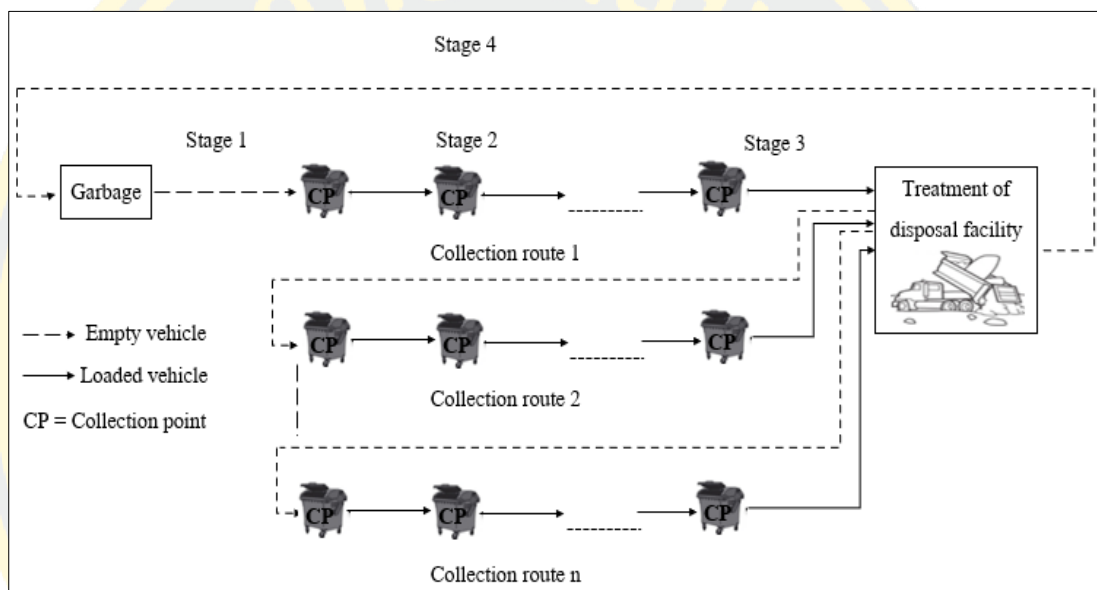 Stage 4
Stage 1
Stage 2
Stage 3
Garbage
CP
CP
CP
Treatment of
disposal facility
Collection route 1
Empty vehicle
Loaded vehicle
CP = Collection point
CP
CP
CP
Collection route 2
CP
CP
CP
Collection route n